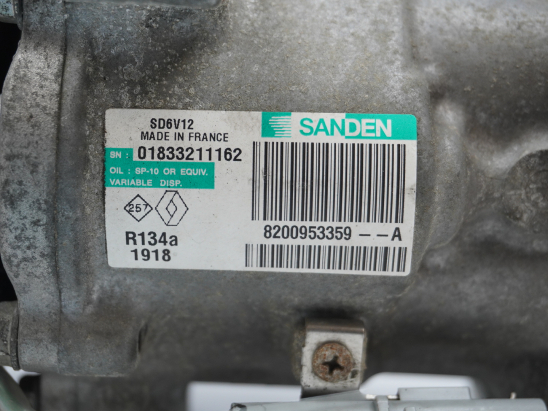 SD6V12
MADE IN FRANCE
SANDEN
SN : 01833211162
OIL : SP-10 OR EQUIV.
VARIABLE DISP.
257
8200953359--A
R134a
1918